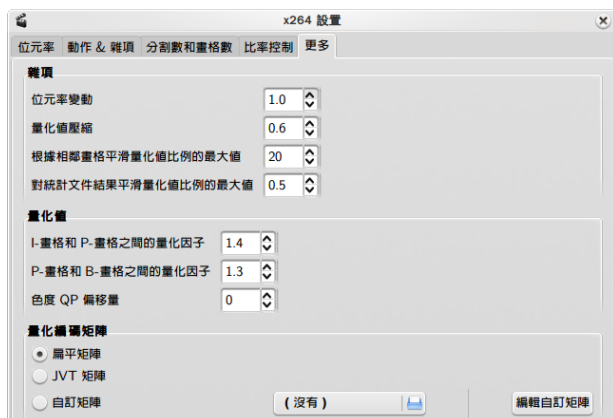 x264 設置
位元率 動作 & 雜項 分割數和畫格數 比率控制 更多
雜項
位元率變動 1.0
量化值壓縮 0.6
根據相鄰畫格平滑量化值比例的最大值 20
對統計文件結果平滑量化值比例的最大值 0.5
量化值
I-畫格和 P-畫格之間的量化因子 1.4
P-畫格和 B-畫格之間的量化因子 1.3
色度 QP 偏移量 0
量化編碼矩陣
扁平矩陣
JVT 矩陣
自訂矩陣 (沒有) 編輯自訂矩陣